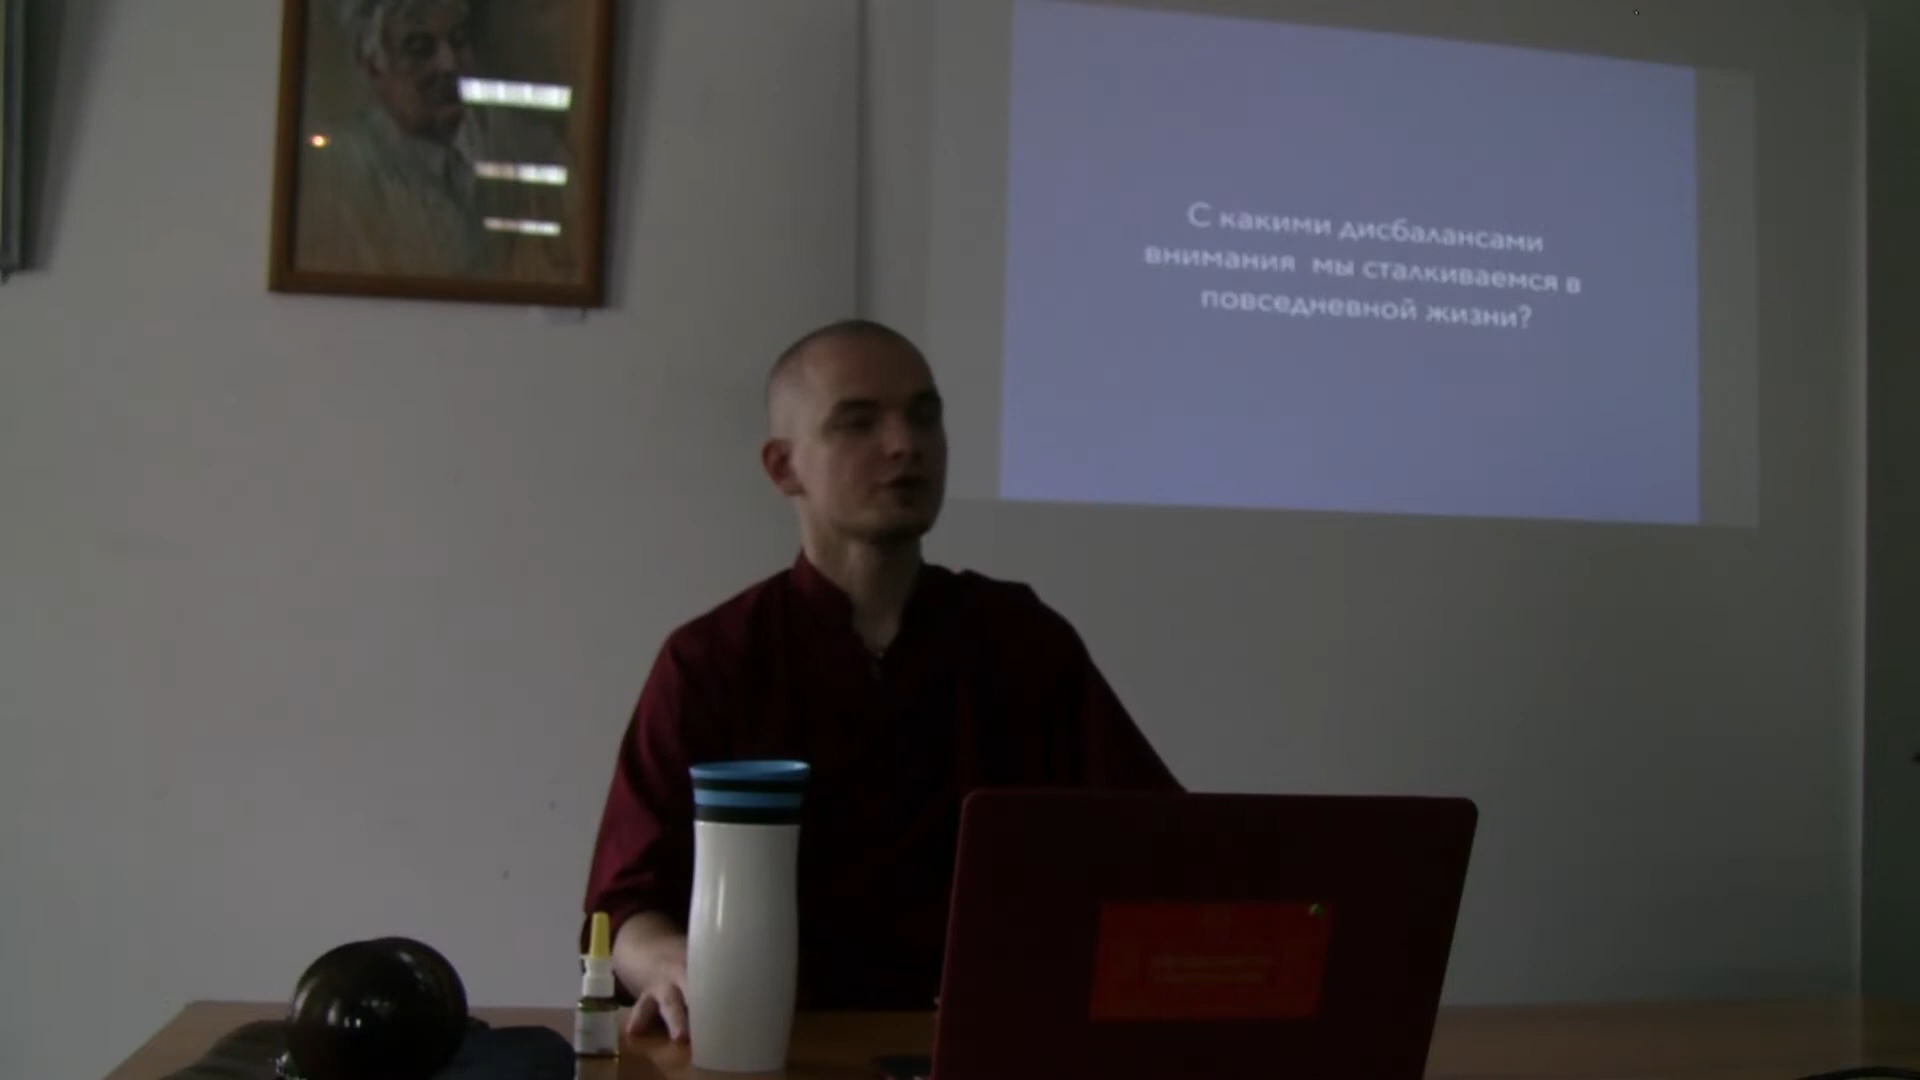 С какими дисбалансами
внимания мы сталкиваемся в
повседневной жизни?